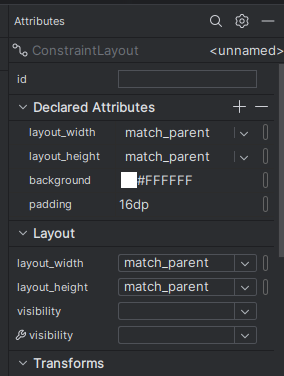 Attributes
ConstraintLayout <unnamed>
id
Declared Attributes
layout_width match_parent
layout_height match_parent
background #FFFFFF
padding 16dp
Layout
layout_width match_parent
layout_height match_parent
visibility
visibility
Transforms